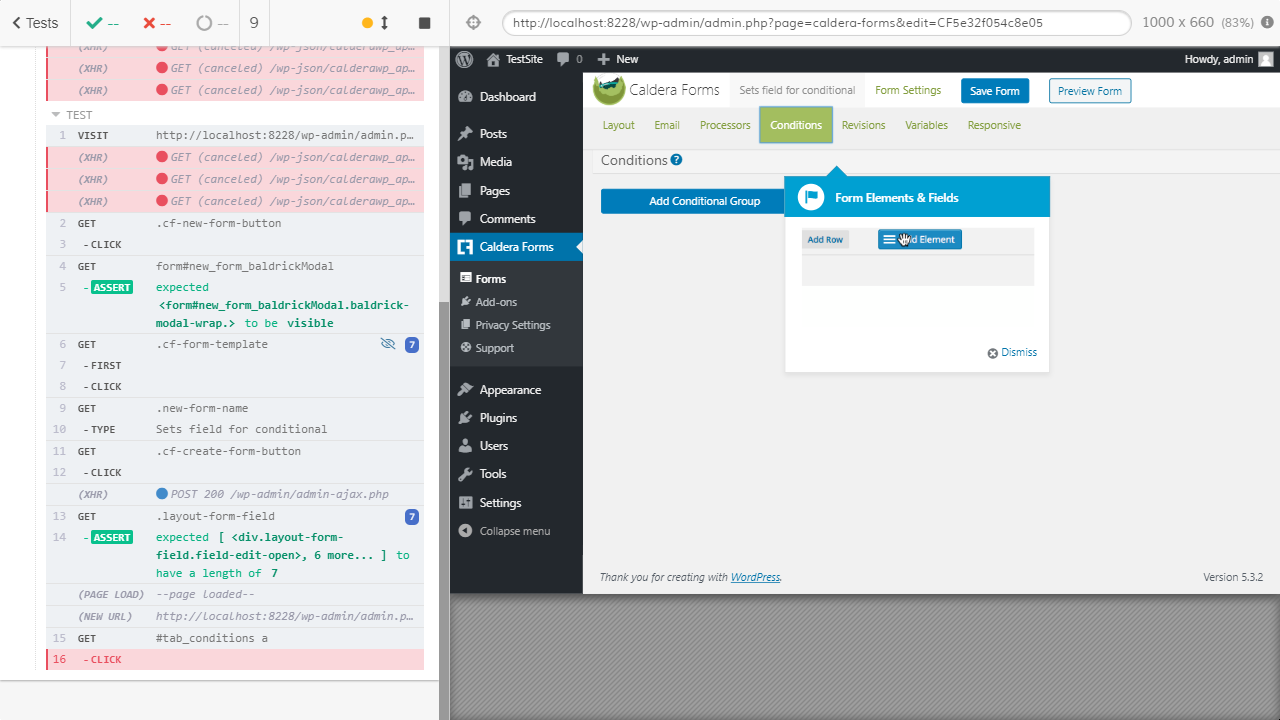 Tests
--
--
--
9
http://localhost:8228/wp-admin/admin.php?page=caldera-forms&edit=CF5e32f054c8e05
1000 x 660 (83%)
(XHR) GET (canceled) /wp-json/calderawp_ap…
(XHR) GET (canceled) /wp-json/calderawp_ap…
(XHR) GET (canceled) /wp-json/calderawp_ap…
TEST
1 VISIT http://localhost:8228/wp-admin/admin.p…
(XHR) GET (canceled) /wp-json/calderawp_ap…
(XHR) GET (canceled) /wp-json/calderawp_ap…
(XHR) GET (canceled) /wp-json/calderawp_ap…
2 GET .cf-new-form-button
3 -CLICK
4 GET form#new_form_baldrickModal
5 -ASSERT expected
<form#new_form_baldrickModal.baldrick-
modal-wrap.> to be visible
6 GET .cf-form-template 7
7 -FIRST
8 -CLICK
9 GET .new-form-name
10 -TYPE Sets field for conditional
11 GET .cf-create-form-button
12 -CLICK
(XHR) POST 200 /wp-admin/admin-ajax.php
13 GET .layout-form-field 7
14 -ASSERT expected [ <div.layout-form-
field.field-edit-open>, 6 more... ] to
have a length of 7
(PAGE LOAD) --page loaded--
(NEW URL) http://localhost:8228/wp-admin/admin.p…
15 GET #tab_conditions a
16 -CLICK
TestSite 0 New Howdy, admin
Dashboard
Posts
Media
Pages
Comments
Caldera Forms
Forms
Add-ons
Privacy Settings
Support
Appearance
Plugins
Users
Tools
Settings
Collapse menu
Caldera Forms Sets field for conditional Form Settings Save Form Preview Form
Layout Email Processors Conditions Revisions Variables Responsive
Conditions ?
Add Conditional Group
Form Elements & Fields
Add Row Element
Dismiss
Thank you for creating with WordPress. Version 5.3.2